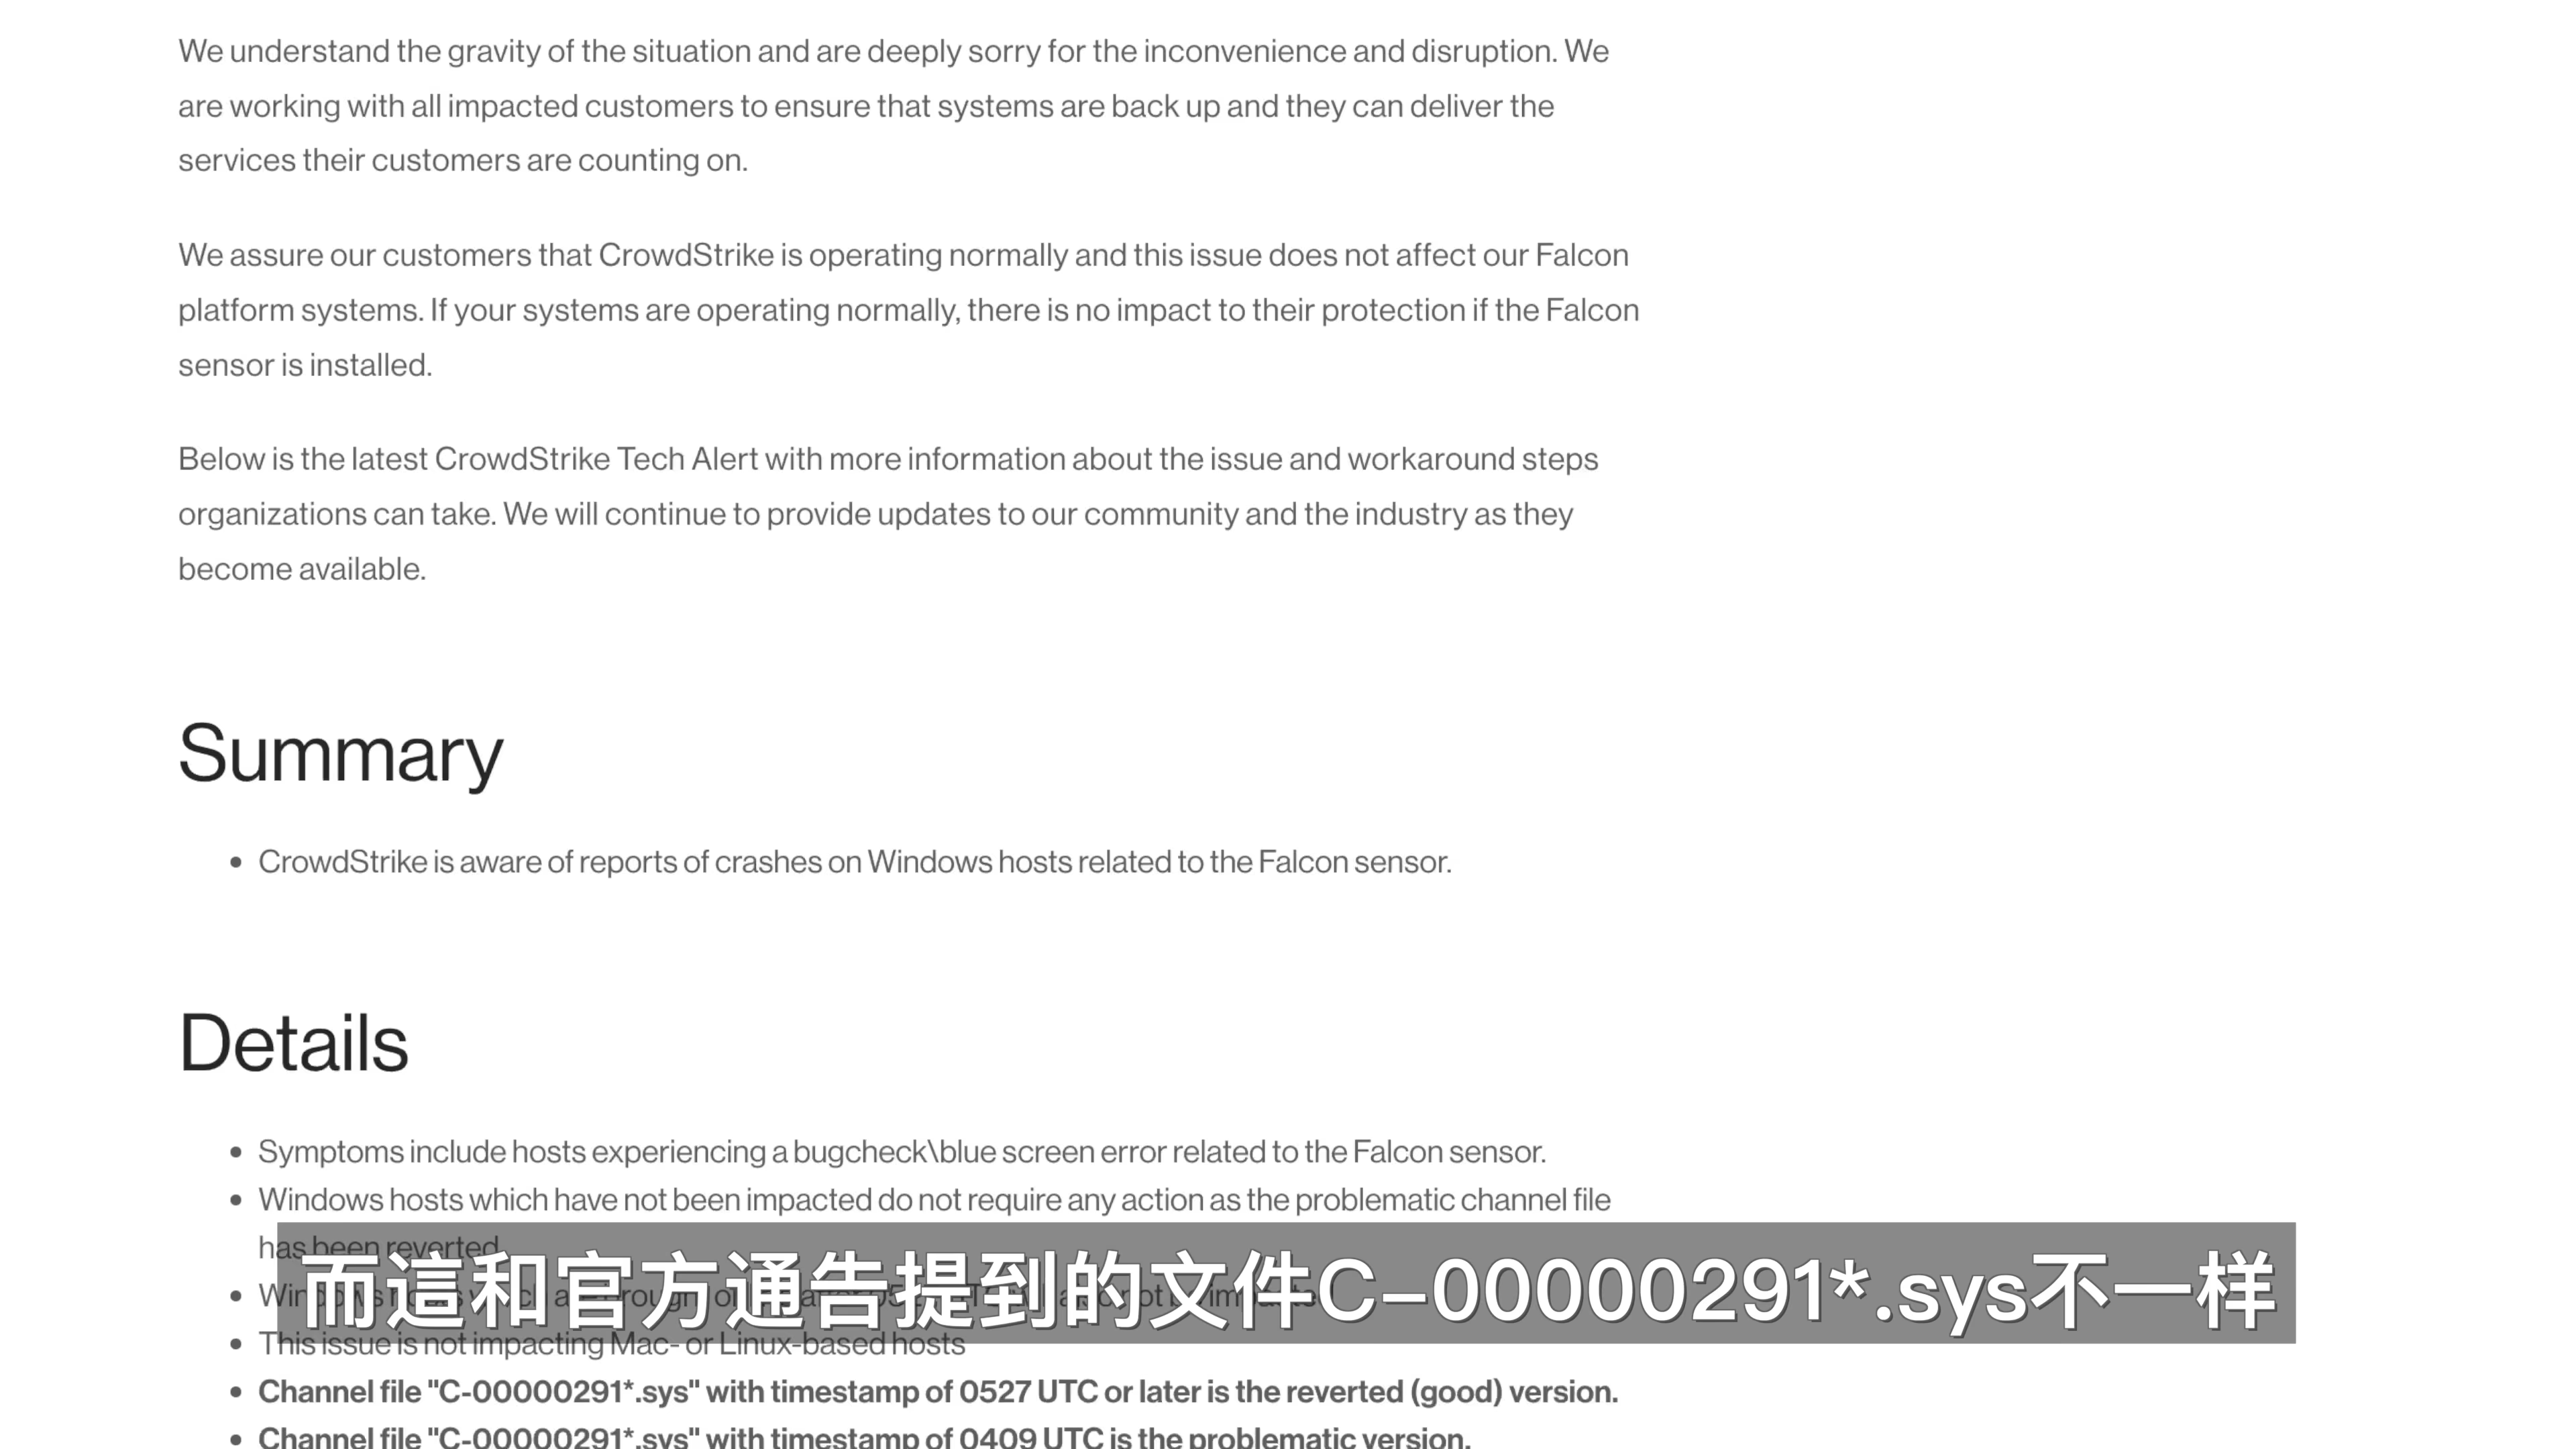 We understand the gravity of the situation and are deeply sorry for the inconvenience and disruption. We
are working with all impacted customers to ensure that systems are back up and they can deliver the
services their customers are counting on.
We assure our customers that CrowdStrike is operating normally and this issue does not affect our Falcon
platform systems. If your systems are operating normally, there is no impact to their protection if the Falcon
sensor is installed.
Below is the latest CrowdStrike Tech Alert with more information about the issue and workaround steps
organizations can take. We will continue to provide updates to our community and the industry as they
become available.
Summary
• CrowdStrike is aware of reports of crashes on Windows hosts related to the Falcon sensor.
Details
• Symptoms include hosts experiencing a bugcheck\blue screen error related to the Falcon sensor.
• Windows hosts which have not been impacted do not require any action as the problematic channel file
has been reverted
而這和官方通告提到的文件C-00000291*.sys不一样
• This issue is not impacting Mac- or Linux-based hosts
• Channel file "C-00000291*.sys" with timestamp of 0527 UTC or later is the reverted (good) version.
• Channel file "C-00000291*.sys" with timestamp of 0409 UTC is the problematic version.